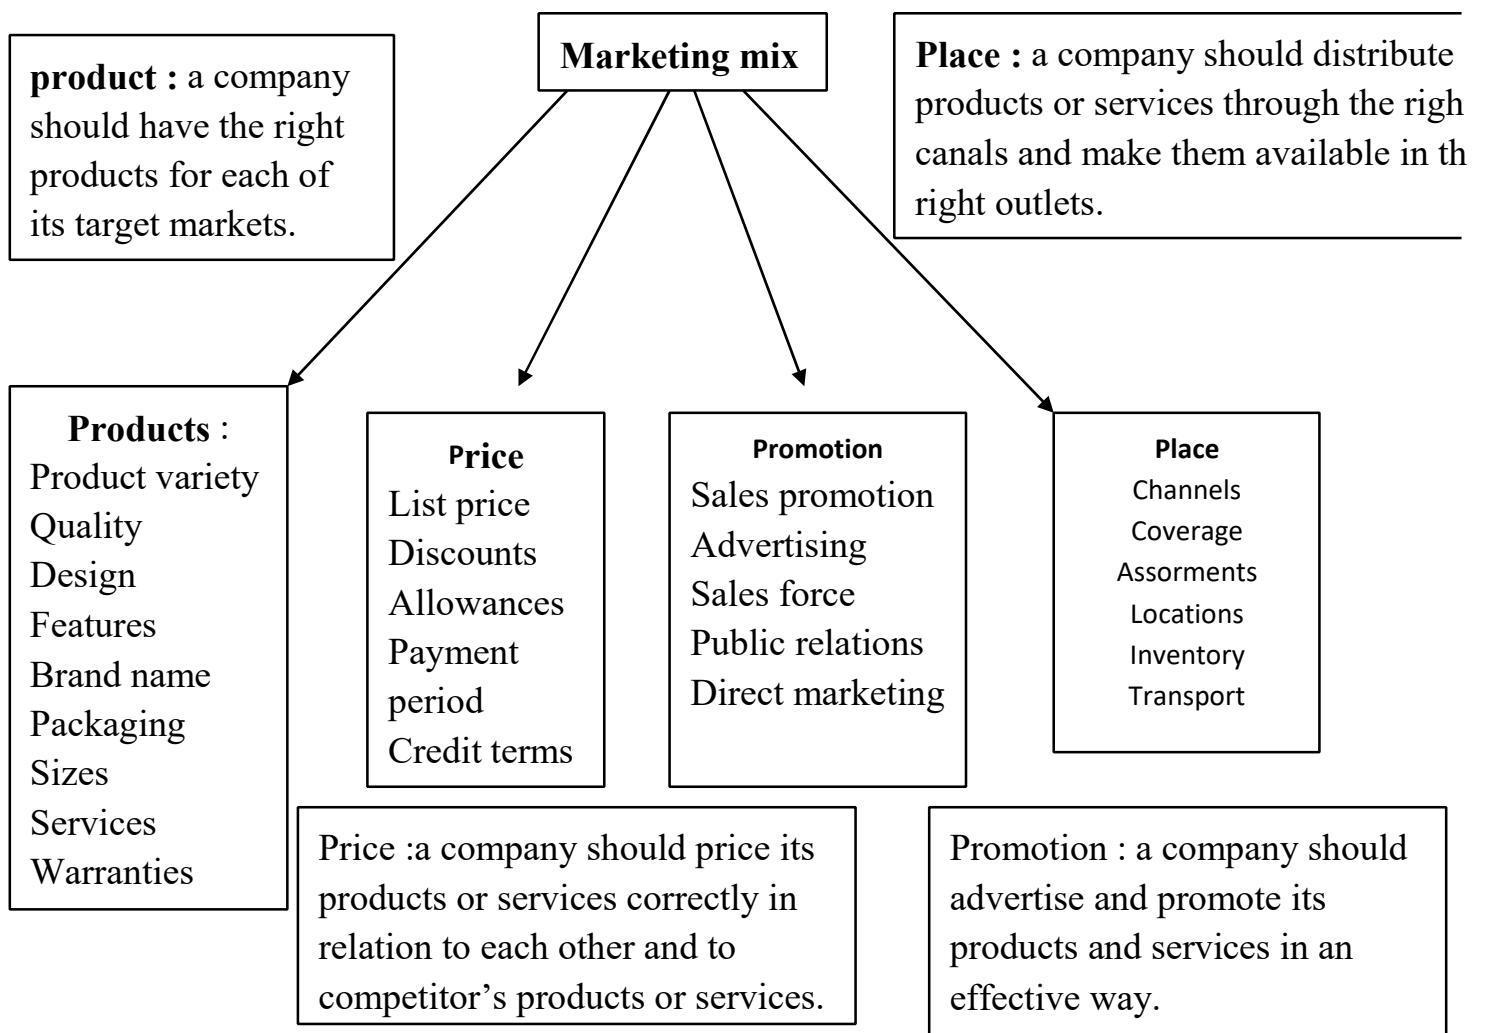 Marketing mix
product : a company
should have the right
products for each of
its target markets.
Place : a company should distribute
products or services through the righ
canals and make them available in th
right outlets.
Products :
Product variety
Quality
Design
Features
Brand name
Packaging
Sizes
Services
Warranties
Price
List price
Discounts
Allowances
Payment
period
Credit terms
Promotion
Sales promotion
Advertising
Sales force
Public relations
Direct marketing
Place
Channels
Coverage
Assorments
Locations
Inventory
Transport
Price :a company should price its
products or services correctly in
relation to each other and to
competitor’s products or services.
Promotion : a company should
advertise and promote its
products and services in an
effective way.